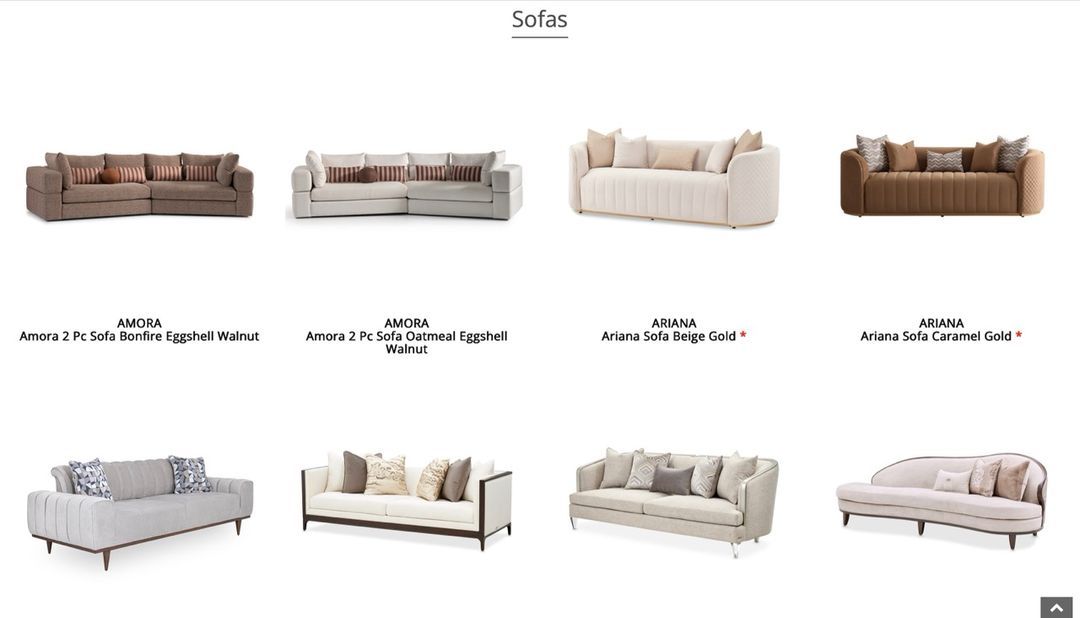 Sofas
AMORA
Amora 2 Pc Sofa Bonfire Eggshell Walnut
AMORA
Amora 2 Pc Sofa Oatmeal Eggshell
Walnut
ARIANA
Ariana Sofa Beige Gold *
ARIANA
Ariana Sofa Caramel Gold *